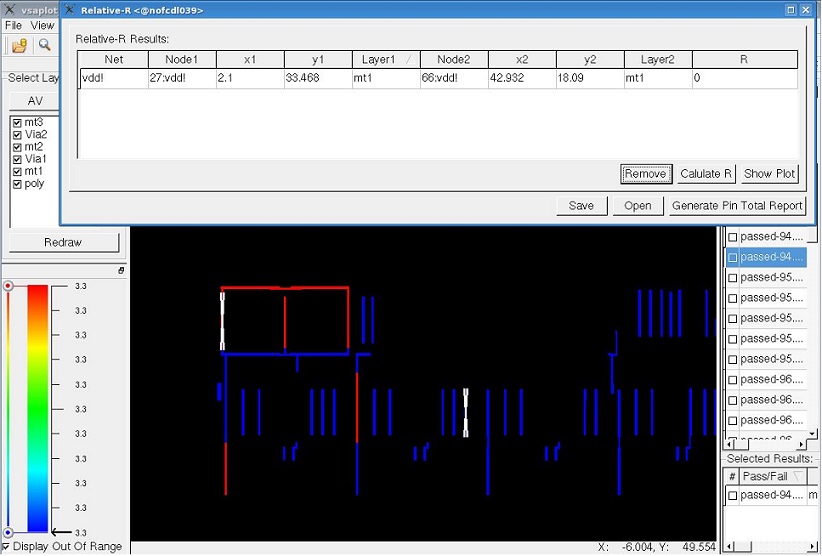 vsaplot
Relative-R <@nofcdl039>
File View
Relative-R Results:
Net Node1 x1 y1 Layer1 Node2 x2 y2 Layer2 R
vdd! 27:vdd! 2.1 33.468 mt1 66:vdd! 42.932 18.09 mt1 0
Select Lay
AV
mt3
Via2
mt2
Via1
mt1
poly
Remove Calulate R Show Plot
Save Open Generate Pin Total Report
Redraw
passed-94....
passed-94....
passed-95....
passed-95....
passed-95....
passed-95....
passed-95....
passed-96....
passed-96....
passed-96....
3.3
3.3
3.3
3.3
3.3
3.3
3.3
3.3
3.3
3.3
3.3
Selected Results:
# Pass/Fail
passed-94.... m
Display Out Of Range
X: -6.004, Y: 49.554